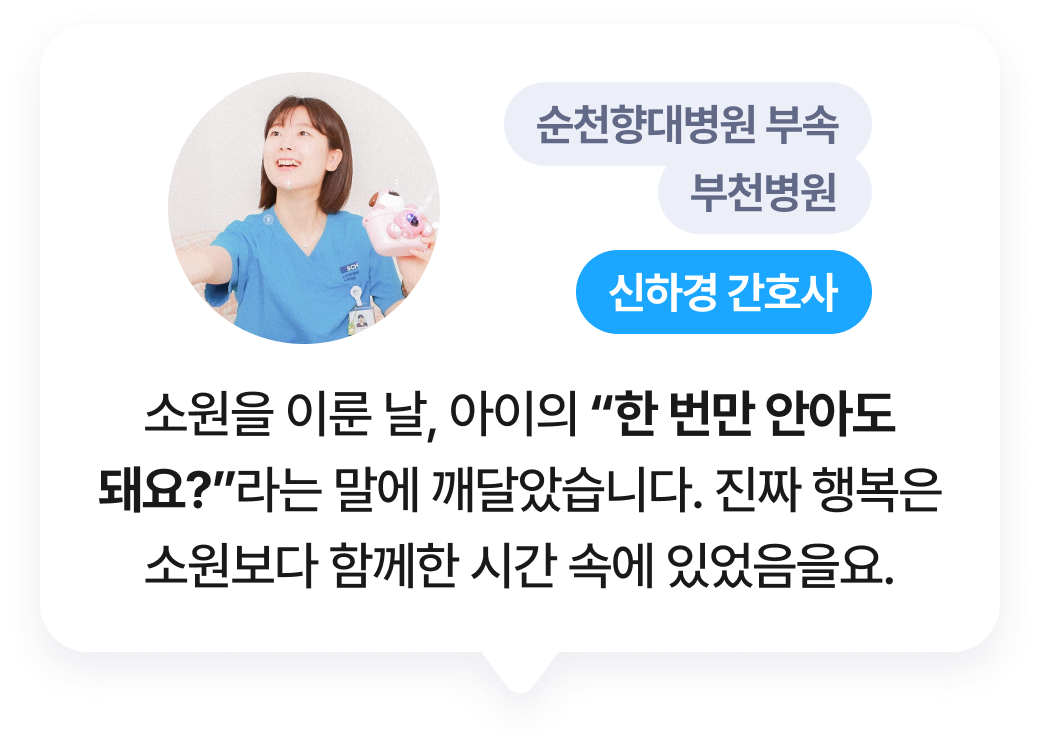 순천향대병원 부속
부천병원
신하경 간호사
SCH
소원을 이룬 날, 아이의 “한 번만 안아도
돼요?”라는 말에 깨달았습니다. 진짜 행복은
소원보다 함께한 시간 속에 있었음을요.